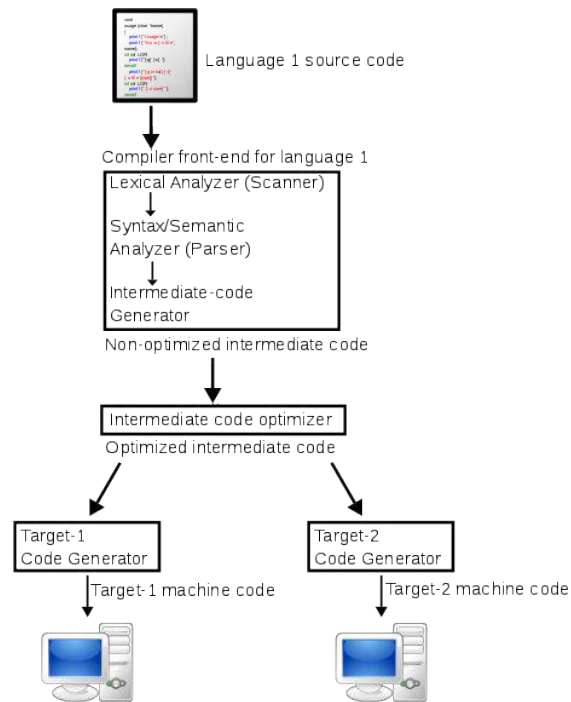 Language 1 source code
Compiler front-end for language 1
Lexical Analyzer (Scanner)
Syntax/Semantic
Analyzer (Parser)
Intermediate-code
Generator
Non-optimized intermediate code
Intermediate code optimizer
Optimized intermediate code
Target-1
Code Generator
Target-2
Code Generator
Target-1 machine code
Target-2 machine code